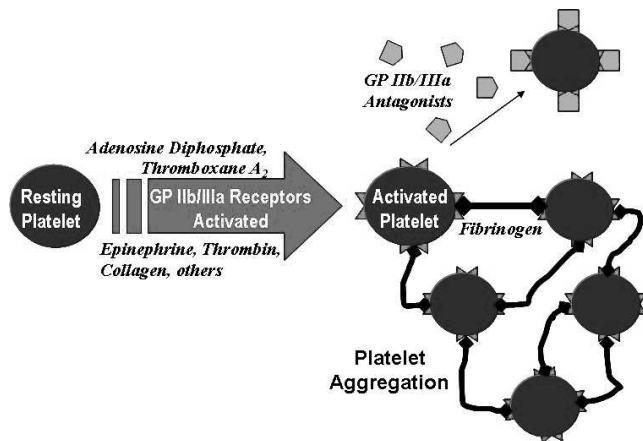 GP IIb/IIIa
Antagonists
Adenosine Diphosphate,
Thromboxane A2
Resting
Platelet
GP IIb/IIIa Receptors
Activated
Epinephrine, Thrombin,
Collagen, others
Activated
Platelet
Fibrinogen
Platelet
Aggregation